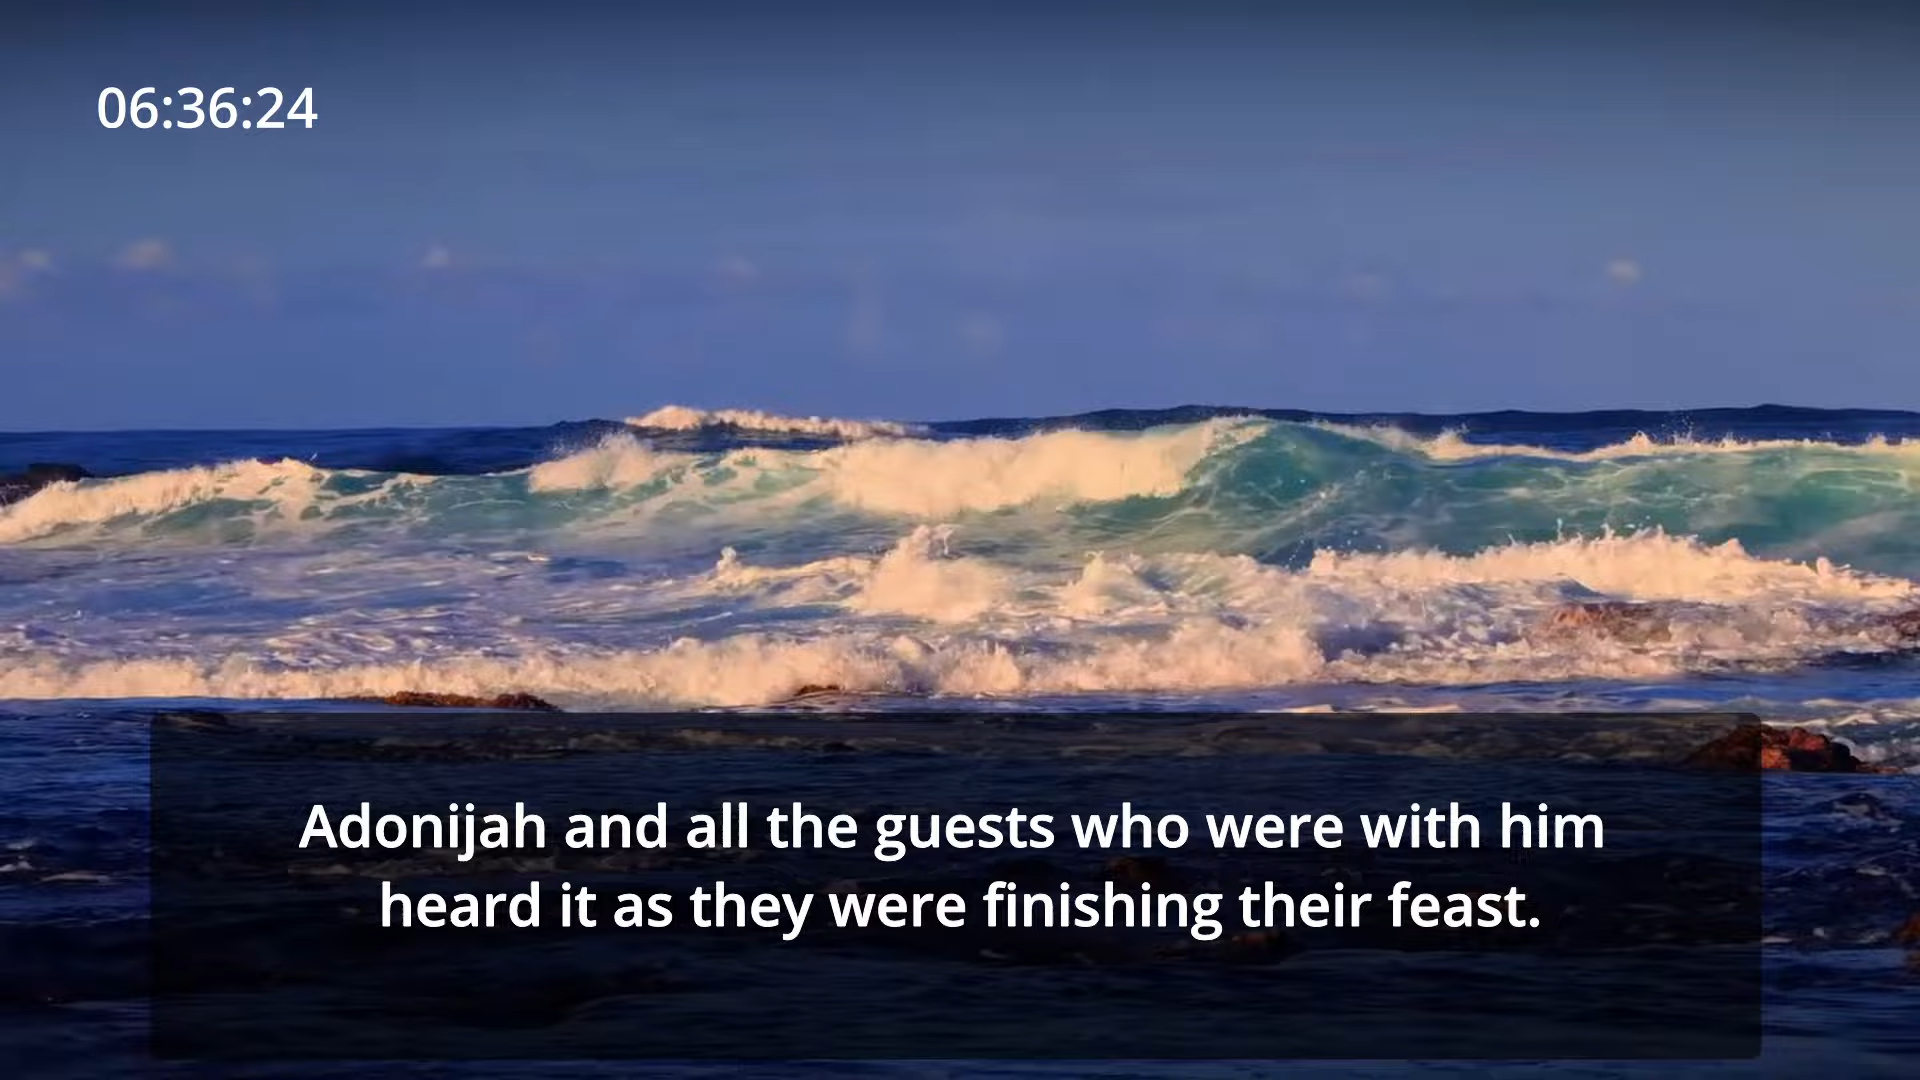 06:36:24
Adonijah and all the guests who were with him
heard it as they were finishing their feast.